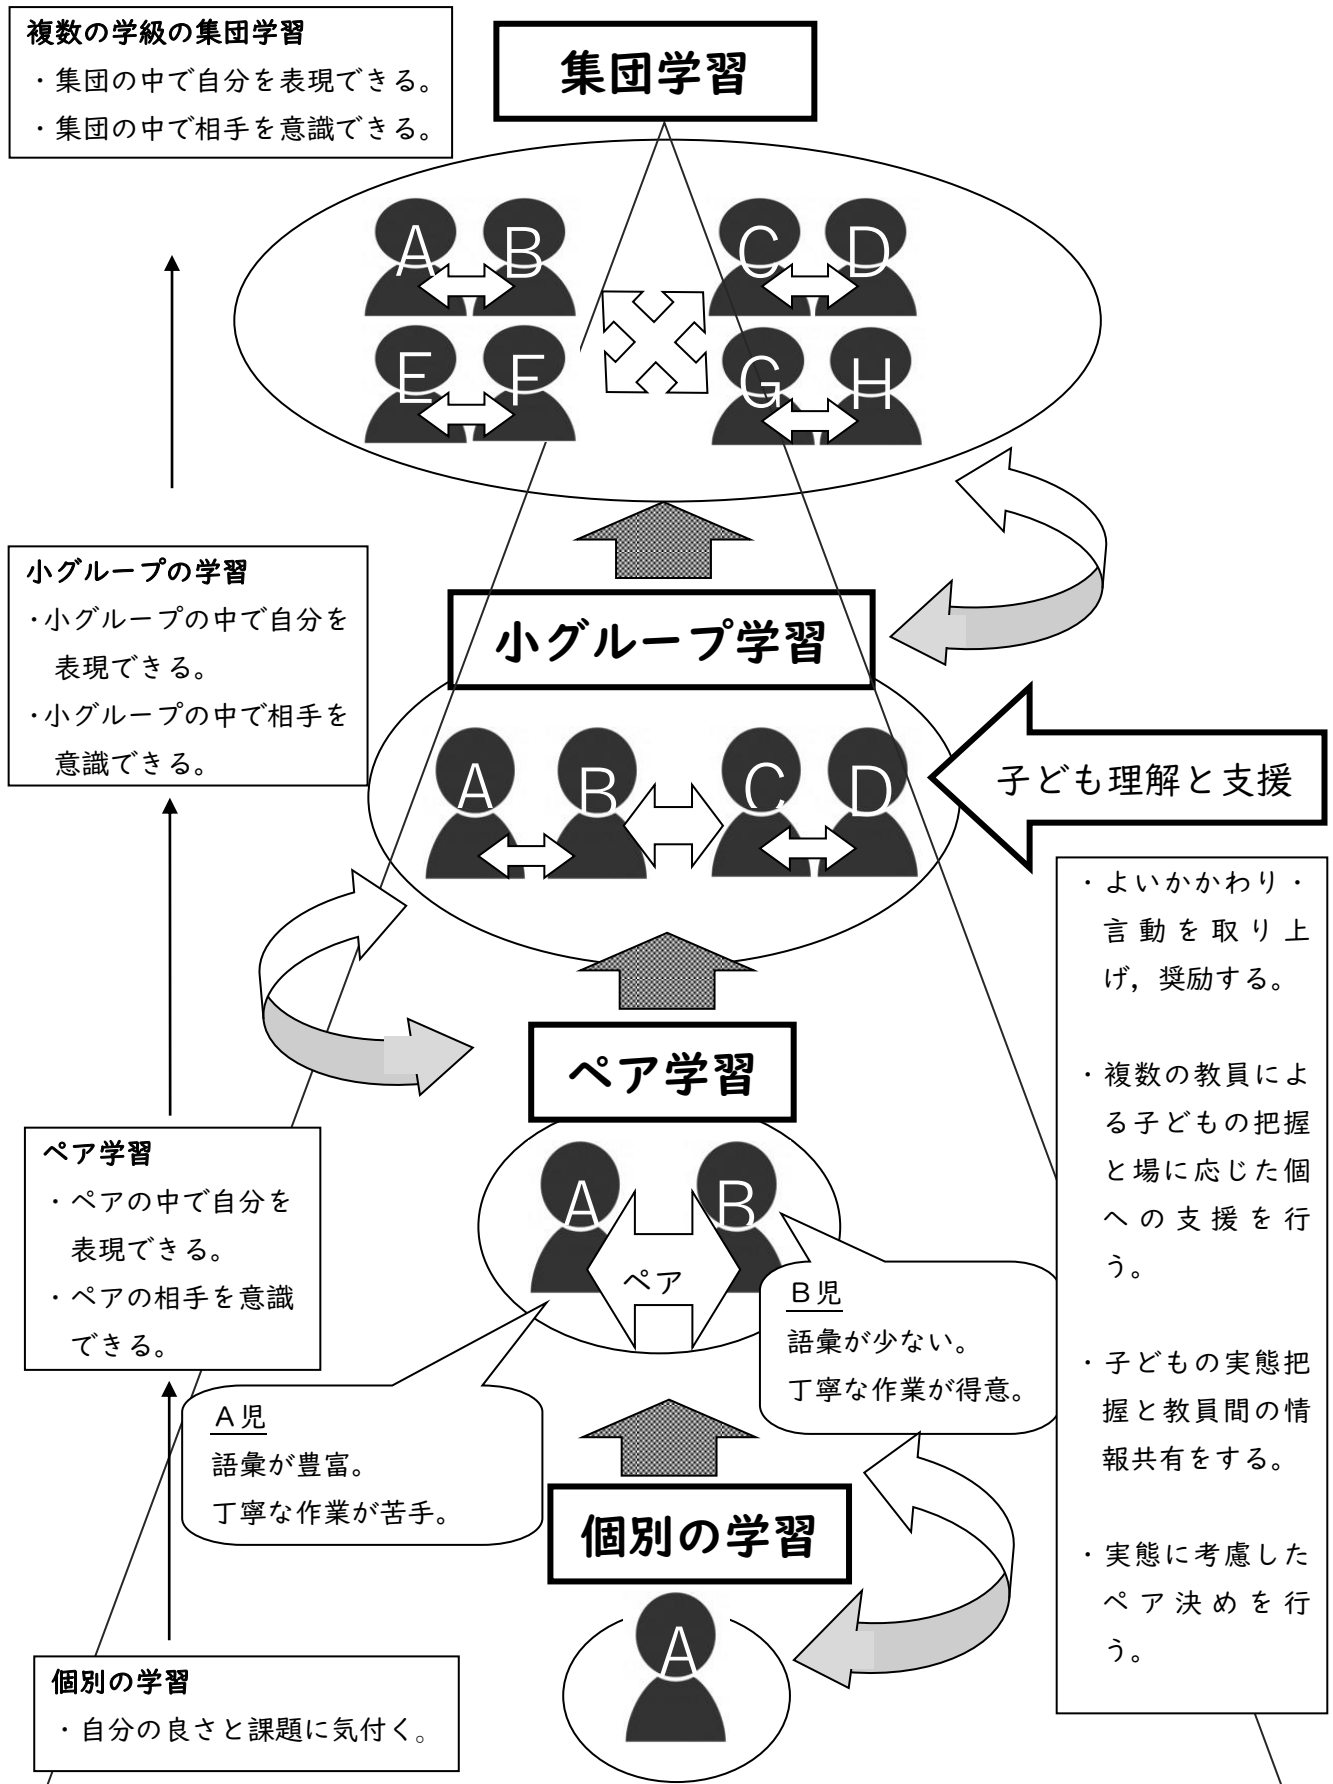 複数の学級の集団学習
・集団の中で自分を表現できる。
・集団の中で相手を意識できる。
集団学習
A B
C D
E F
G H
小グループの学習
・小グループの中で自分を
表現できる。
・小グループの中で相手を
意識できる。
小グループ学習
A B C D
子ども理解と支援
・よいかかわり・
言動を取り上
げ，奨励する。
・複数の教員によ
る子どもの把握
と場に応じた個
への支援を行
う。
・子どもの実態把
握と教員間の情
報共有をする。
・実態に考慮した
ペア決めを行
う。
ペア学習
ペア学習
・ペアの中で自分を
表現できる。
・ペアの相手を意識
できる。
A B
ペア
Ｂ児
語彙が少ない。
丁寧な作業が得意。
Ａ児
語彙が豊富。
丁寧な作業が苦手。
個別の学習
A
個別の学習
・自分の良さと課題に気付く。